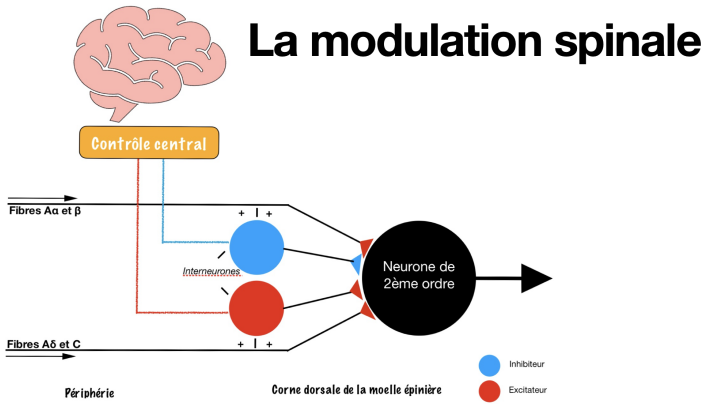 La modulation spinale
Contrôle central
Fibres Aα et β
+ | +
Interneurones
Neurone de
2ème ordre
Fibres Aδ et C
+ | +
Inhibiteur
Excitateur
Périphérie
Corne dorsale de la moelle épinière